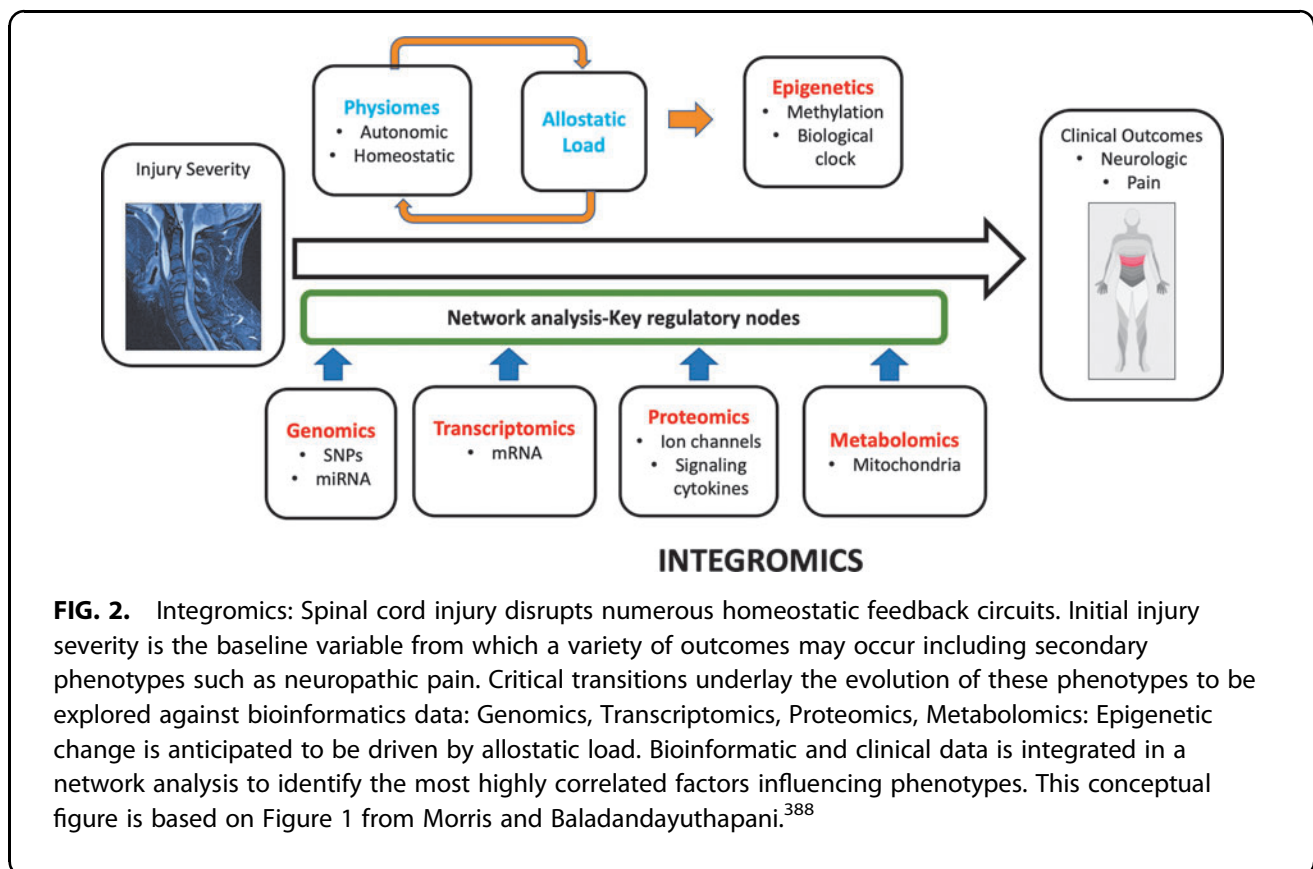 Physiomes
• Autonomic
• Homeostatic
Allostatic
Load
Epigenetics
• Methylation
• Biological
clock
Injury Severity
Clinical Outcomes
• Neurologic
• Pain
Network analysis-Key regulatory nodes
Genomics
• SNPs
• miRNA
Transcriptomics
• mRNA
Proteomics
• Ion channels
• Signaling
cytokines
Metabolomics
• Mitochondria
INTEGROMICS
FIG. 2. Integromics: Spinal cord injury disrupts numerous homeostatic feedback circuits. Initial injury
severity is the baseline variable from which a variety of outcomes may occur including secondary
phenotypes such as neuropathic pain. Critical transitions underlay the evolution of these phenotypes to be
explored against bioinformatics data: Genomics, Transcriptomics, Proteomics, Metabolomics: Epigenetic
change is anticipated to be driven by allostatic load. Bioinformatic and clinical data is integrated in a
network analysis to identify the most highly correlated factors influencing phenotypes. This conceptual
figure is based on Figure 1 from Morris and Baladandayuthapani.388